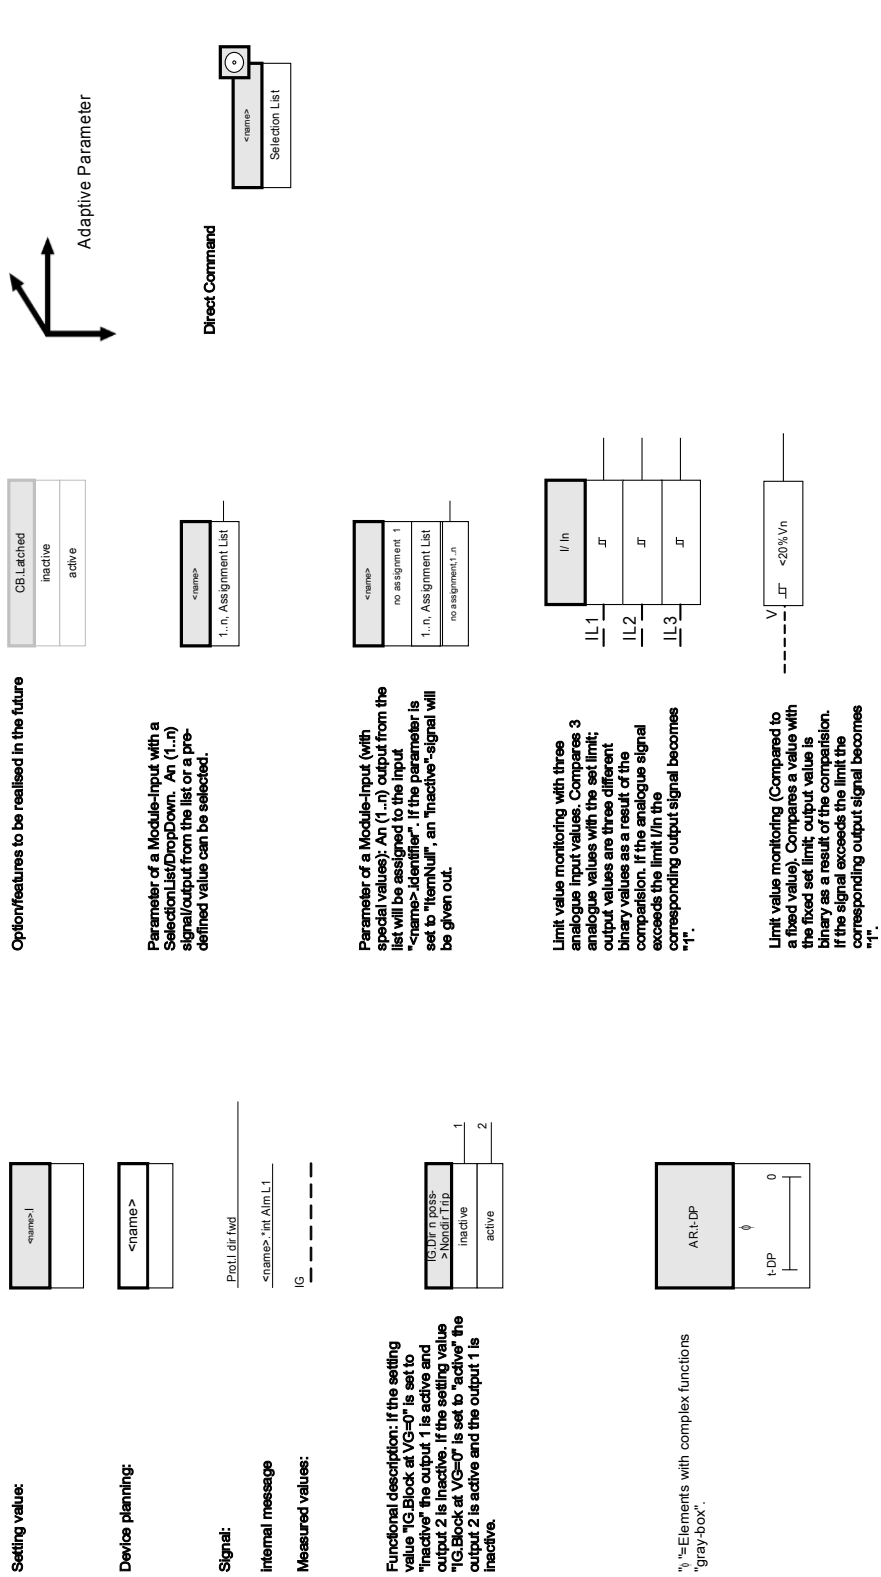 Setting value:
<name>.I
Device planning:
<name>
Signal:
Prot.I dir fwd
internal message
<name>.*int Alm L1
Measured values:
IG
Functional description: If the setting
value "IG.Block at VG=0" is set to
"inactive" the output 1 is active and
output 2 is inactive. If the setting value
"IG.Block at VG=0" is set to "active" the
output 2 is active and the output 1 is
inactive.
IG.Dir n poss-
>Nondir Trip
inactive
active
1
2
"ϕ"=Elements with complex functions
"gray-box".
AR.t-DP
ϕ
t-DP
0
Option/features to be realised in the future
CB.Latched
inactive
active
Parameter of a Module-Input with a
SelectionList/DropDown. An (1..n)
signal/output from the list or a pre-
defined value can be selected.
<name>
1..n, Assignment List
Parameter of a Module-Input (with
special values): An (1..n) output from the
list will be assigned to the input
"<name>.identifier". If the parameter is
set to "ItemNull", an "inactive"-signal will
be given out.
<name>
no assignment 1
1..n, Assignment List
no assignment,1..n
Limit value monitoring with three
analogue input values. Compares 3
analogue values with the set limit;
output values are three different
binary values as a result of the
comparision. If the analogue signal
exceeds the limit I/In the
corresponding output signal becomes
"1".
I/ In
IL1
IL2
IL3
Limit value monitoring (Compared to
a fixed value). Compares a value with
the fixed set limit; output value is
binary as a result of the comparision.
If the signal exceeds the limit the
corresponding output signal becomes
"1".
V
<20% Vn
Adaptive Parameter
Direct Command
<name>
Selection List